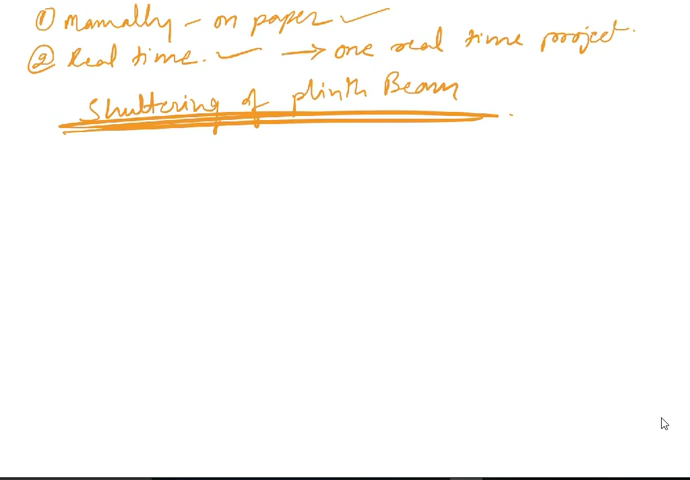 ① Manually - on paper ✓
② Real time. ✓ → one real time project.
Shuttering of plinth Beam